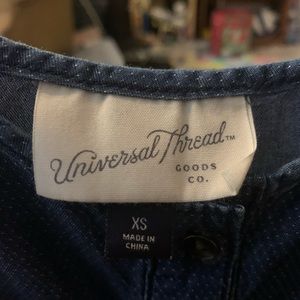 Universal Thread™
GOODS
CO.
XS
MADE IN
CHINA